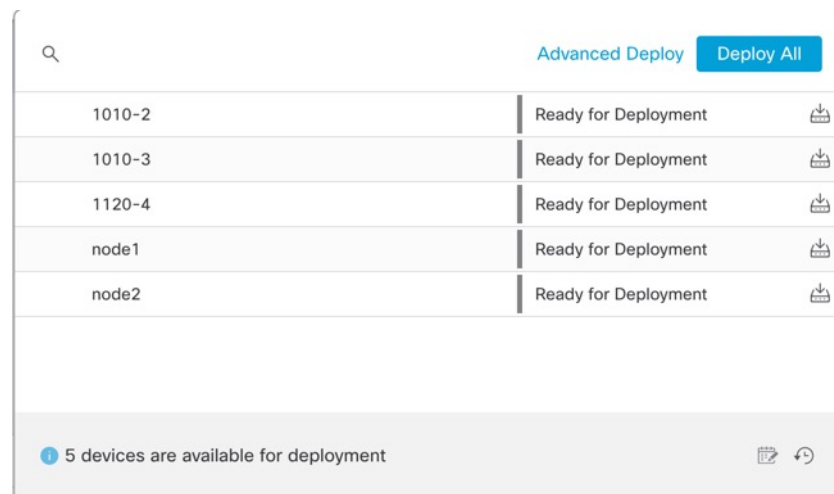 Advanced Deploy Deploy All
1010-2 Ready for Deployment
1010-3 Ready for Deployment
1120-4 Ready for Deployment
node1 Ready for Deployment
node2 Ready for Deployment
5 devices are available for deployment